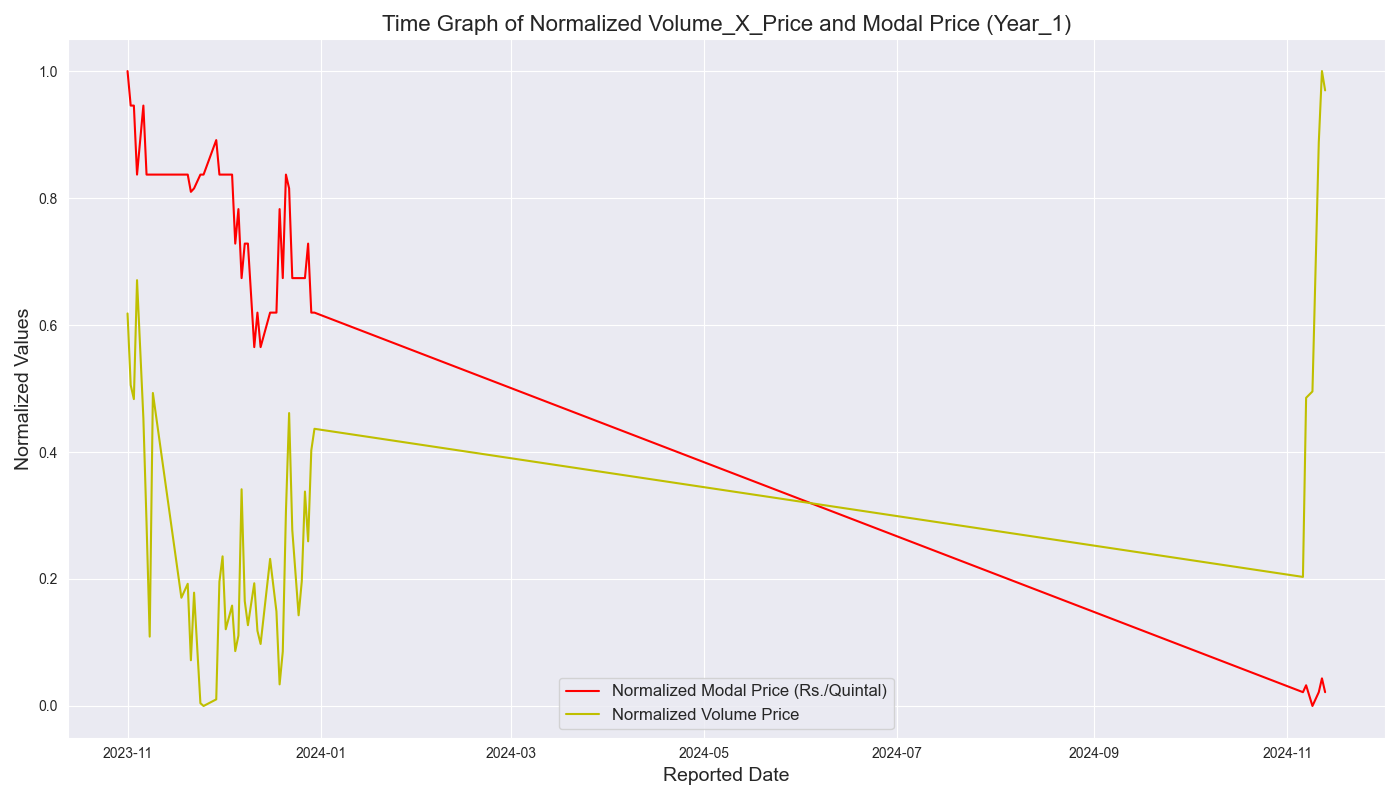 Time Graph of Normalized Volume_X_Price and Modal Price (Year_1)
1.0
0.8
0.6
0.4
0.2
0.0
Normalized Values
Normalized Modal Price (Rs./Quintal)
Normalized Volume Price
2023-11
2024-01
2024-03
2024-05
2024-07
2024-09
2024-11
Reported Date